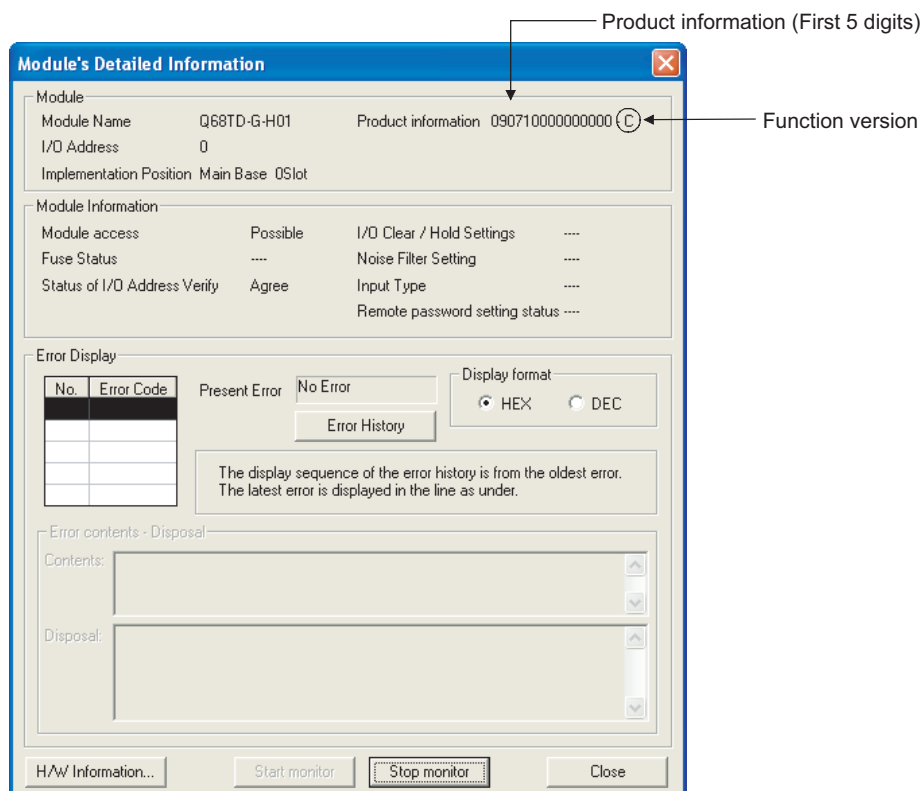 Product information (First 5 digits)
Module's Detailed Information
Module
Module Name Q68TD-G-H01 Product information 090710000000000 - C
Function version
I/O Address 0
Implementation Position Main Base 0Slot
Module Information
Module access Possible I/O Clear / Hold Settings ----
Fuse Status ---- Noise Filter Setting ----
Status of I/O Address Verify Agree Input Type ----
Remote password setting status ----
Error Display
No. Error Code Present Error No Error
Display format
HEX DEC
Error History
The display sequence of the error history is from the oldest error.
The latest error is displayed in the line as under.
Error contents - Disposal
Contents:
Disposal:
H/W Information... Start monitor Stop monitor Close